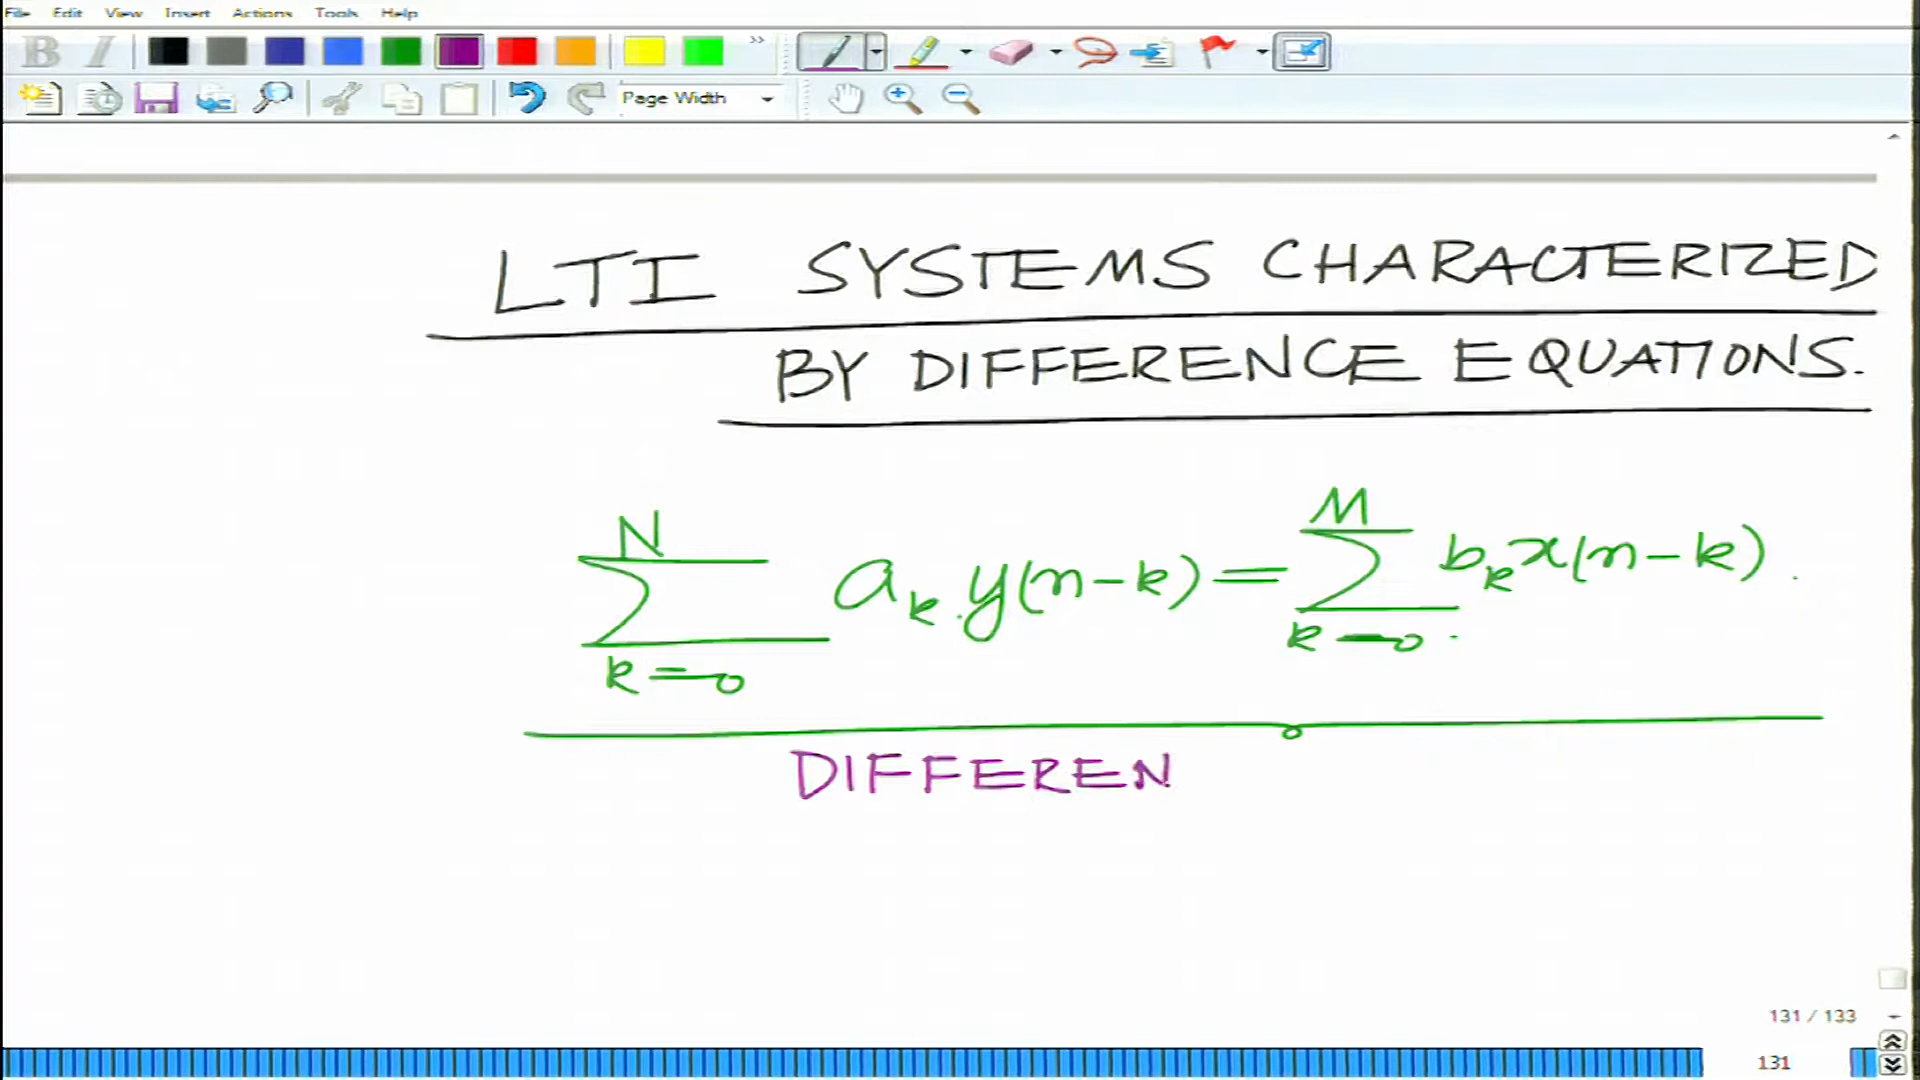 File Edit View Insert Actions Tools Help
B I
Page Width
LTI SYSTEMS CHARACTERIZED
BY DIFFERENCE EQUATIONS.
N M
∑ a_k y(n-k) = ∑ b_k x(n-k)
k=0 k=0
DIFFEREN
131 / 133
131